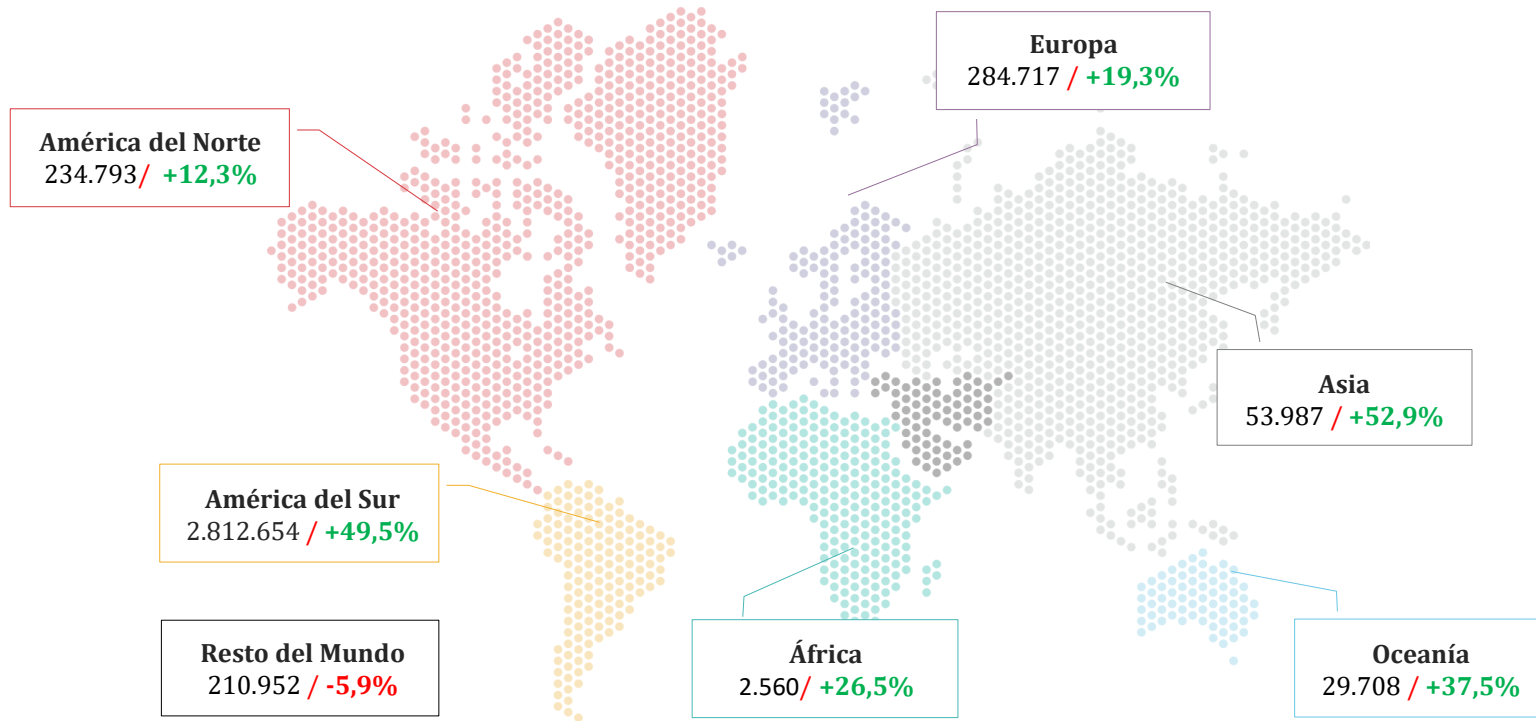 Europa
284.717 / +19,3%
América del Norte
234.793/ +12,3%
Asia
53.987 / +52,9%
América del Sur
2.812.654 / +49,5%
Resto del Mundo
210.952 / -5,9%
África
2.560/ +26,5%
Oceanía
29.708 / +37,5%